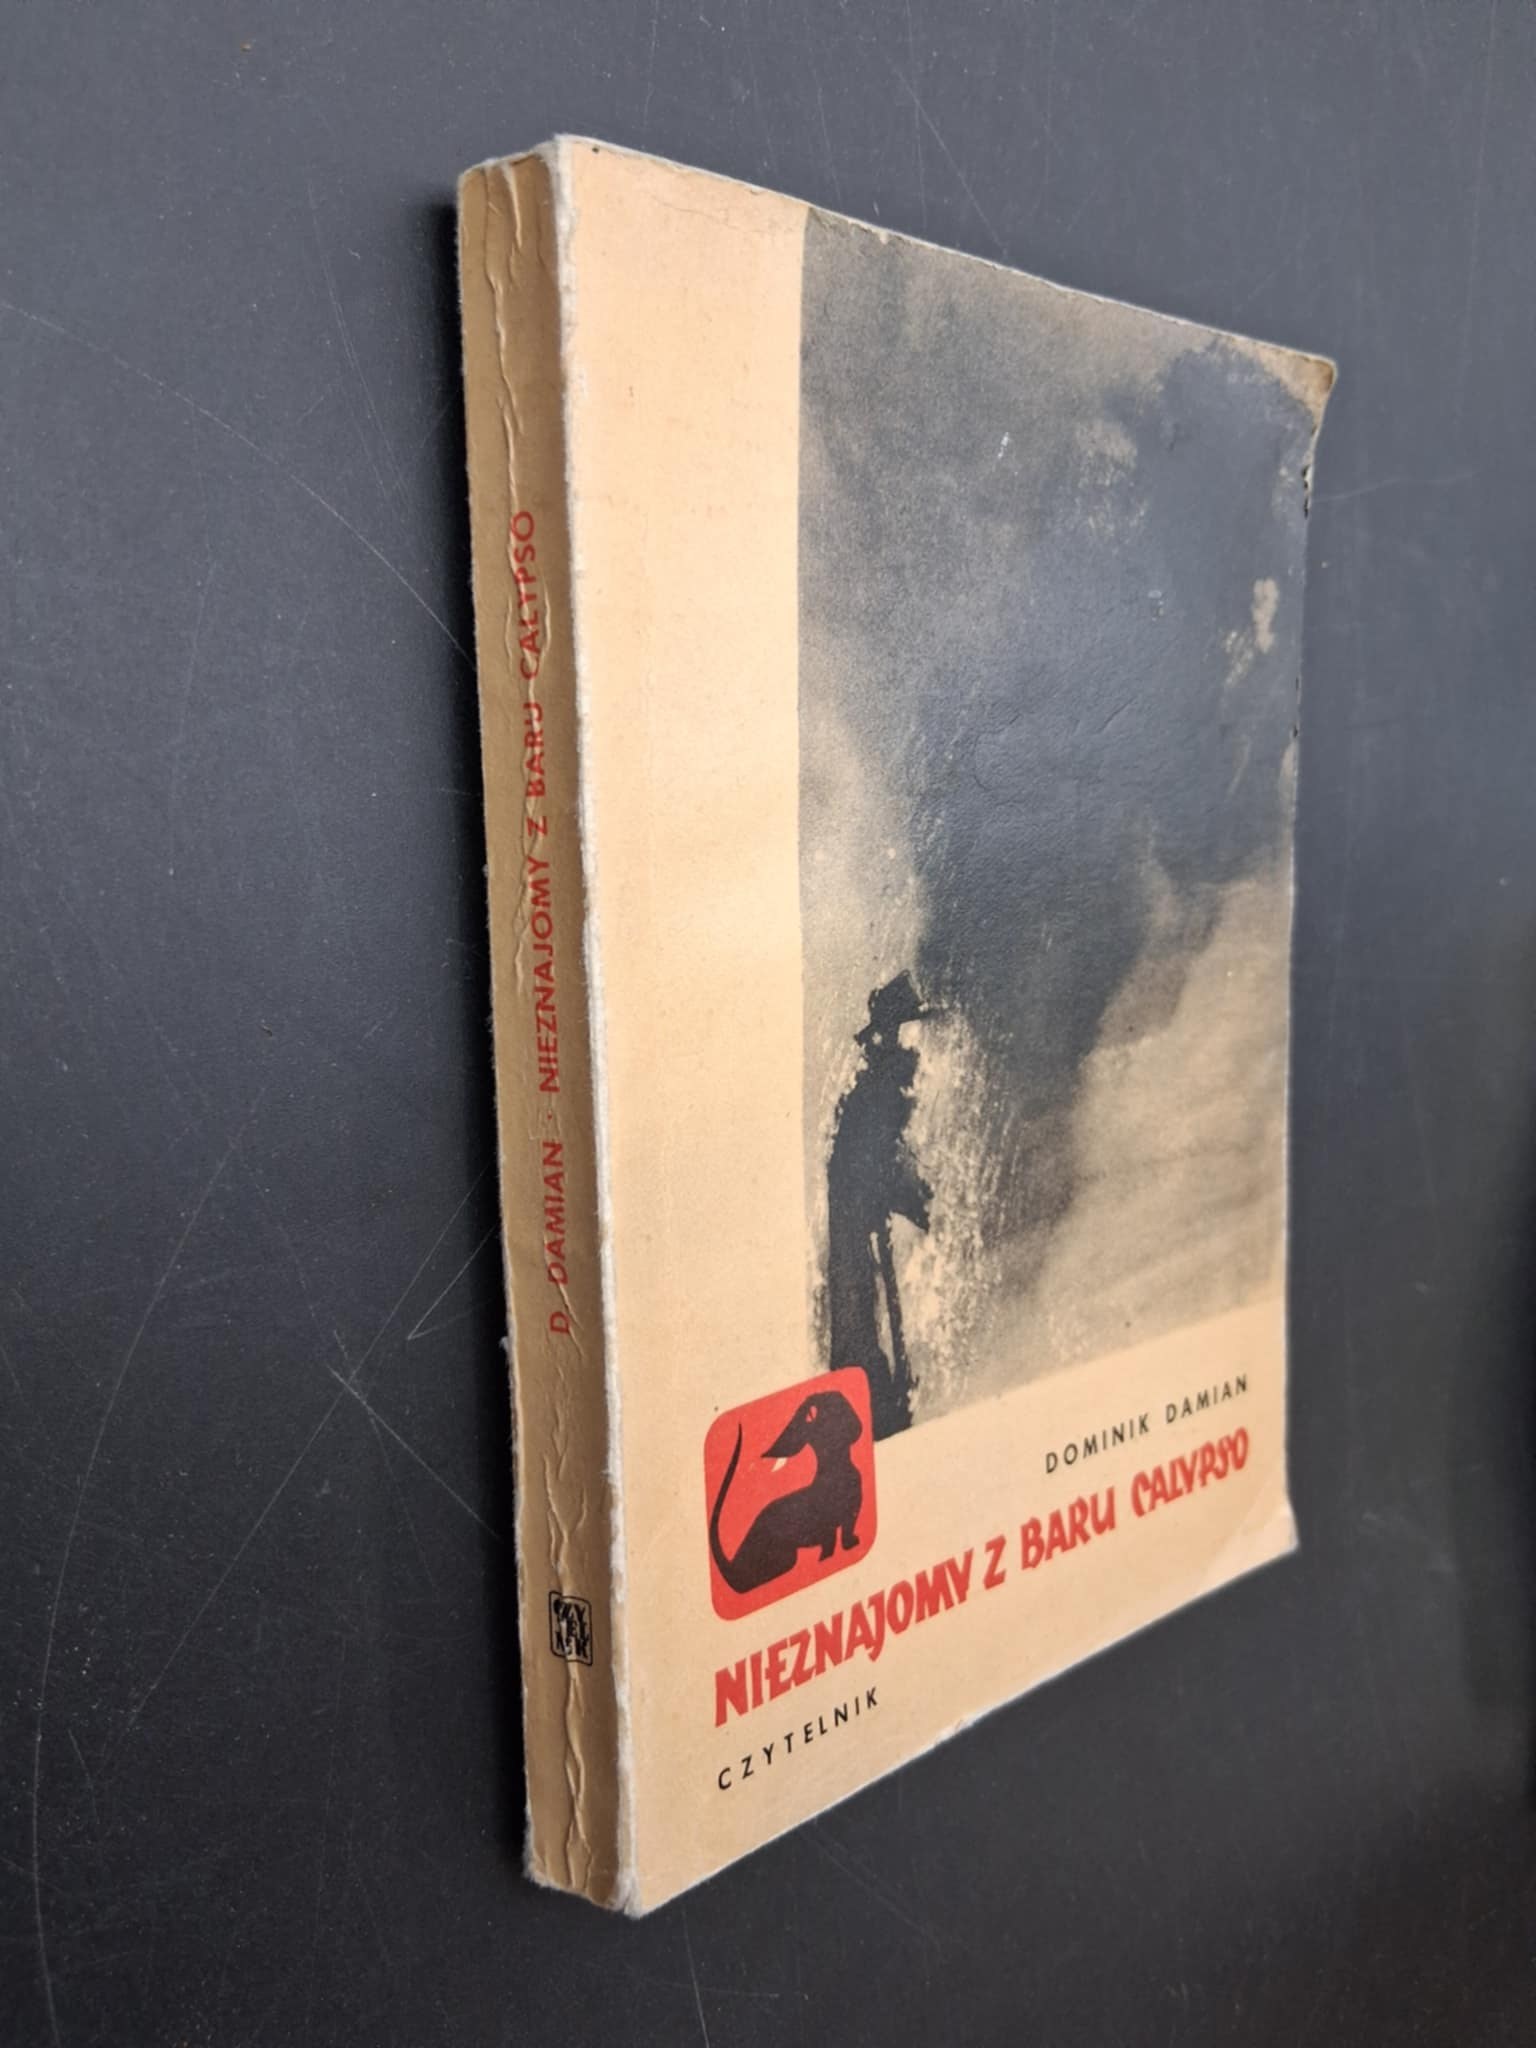 D. DAMIAN · NIEZNAJOMY Z BARU CALYPSO
DOMINIK DAMIAN
NIEZNAJOMY Z BARU CALYPSO
CZYTELNIK